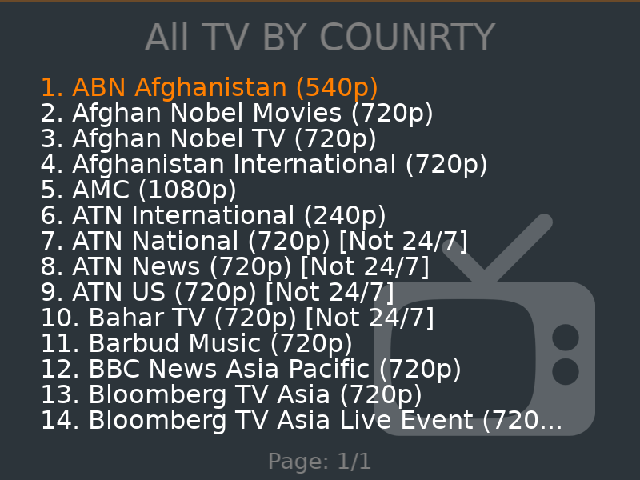 All TV BY COUNRTY
1. ABN Afghanistan (540p)
2. Afghan Nobel Movies (720p)
3. Afghan Nobel TV (720p)
4. Afghanistan International (720p)
5. AMC (1080p)
6. ATN International (240p)
7. ATN National (720p) [Not 24/7]
8. ATN News (720p) [Not 24/7]
9. ATN US (720p) [Not 24/7]
10. Bahar TV (720p) [Not 24/7]
11. Barbud Music (720p)
12. BBC News Asia Pacific (720p)
13. Bloomberg TV Asia (720p)
14. Bloomberg TV Asia Live Event (720...
Page: 1/1